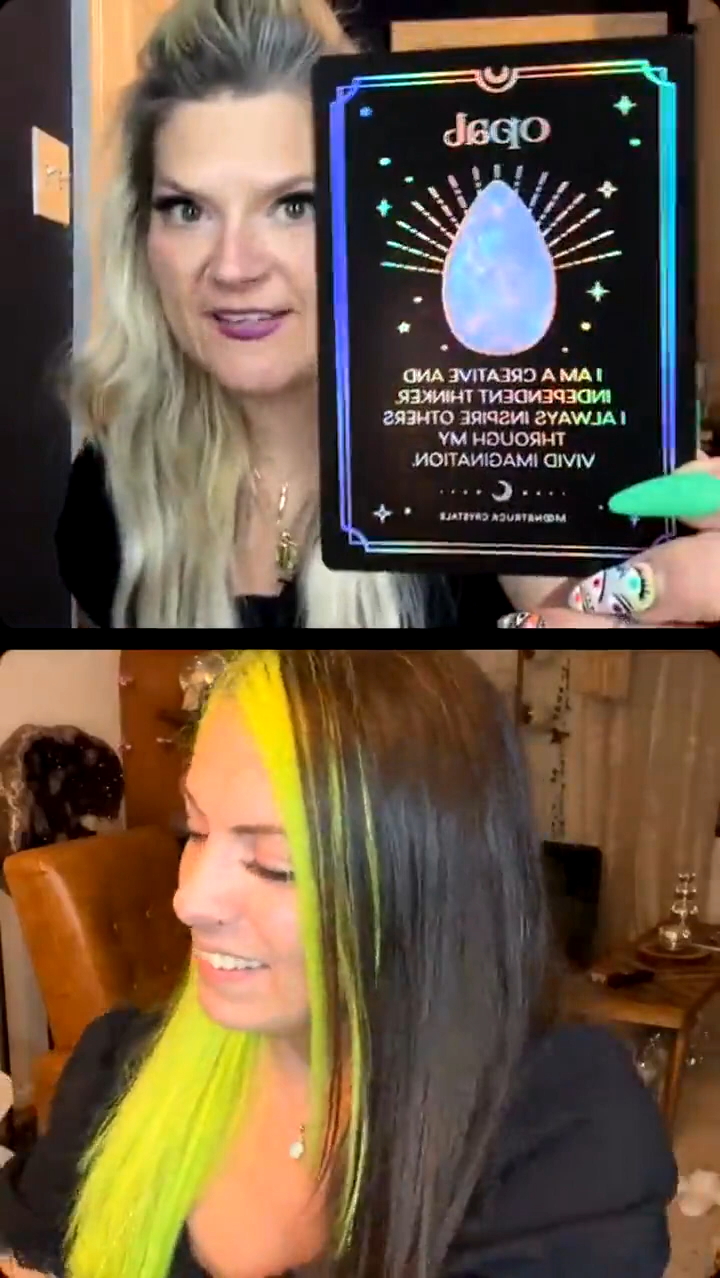 opal
I AM A CREATIVE AND
INDEPENDENT THINKER.
I ALWAYS INSPIRE OTHERS
THROUGH MY
VIVID IMAGINATION.
MOONSTRUCK CRYSTALS